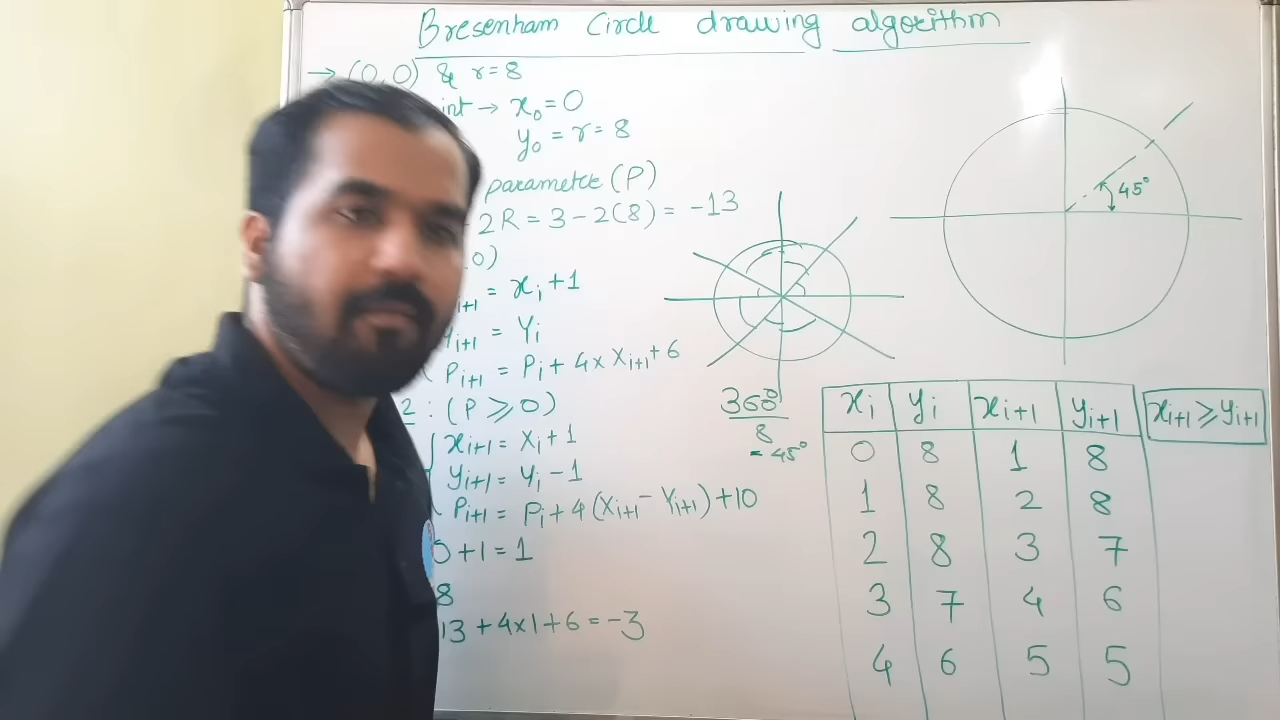 Bresenham Circle drawing algorithm
→ (0,0) & r=8
int → x₀=0
y₀ = r = 8
parameter (P)
2R = 3-2(8) = -13
0)
i+1 = xᵢ+1
Yᵢ₊₁ = Yᵢ
Pᵢ₊₁ = Pᵢ + 4x Xᵢ₊₁ + 6
2 : (P ≥ 0)
xᵢ₊₁ = Xᵢ+1
yᵢ₊₁ = Yᵢ-1
Pᵢ₊₁ = Pᵢ+4(Xᵢ₊₁ - Yᵢ₊₁)+10
0+1=1
8
13 +4x1+6 = -3
45°
360°
8
= 45°
xᵢ yᵢ xᵢ₊₁ yᵢ₊₁ xᵢ₊₁ ≥ yᵢ₊₁
0 8 1 8
1 8 2 8
2 8 3 7
3 7 4 6
4 6 5 5